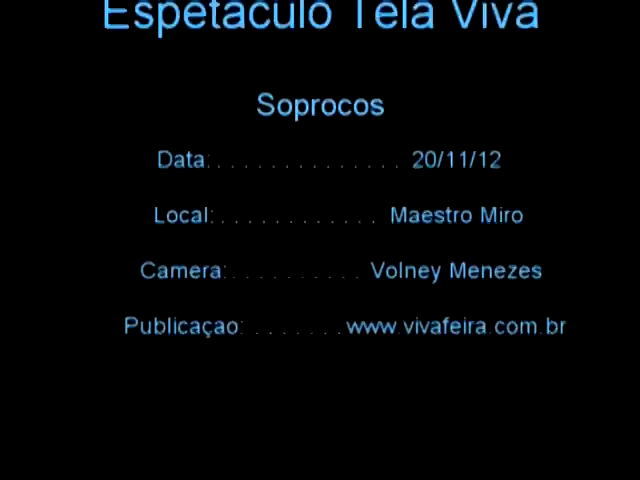 Espetaculo Tela Viva
Soprocos
Data:. . . . . . . . . . . . . . 20/11/12
Local:. . . . . . . . . . . . Maestro Miro
Camera:. . . . . . . . . . Volney Menezes
Publicaçao: . . . . . . . www.vivafeira.com.br